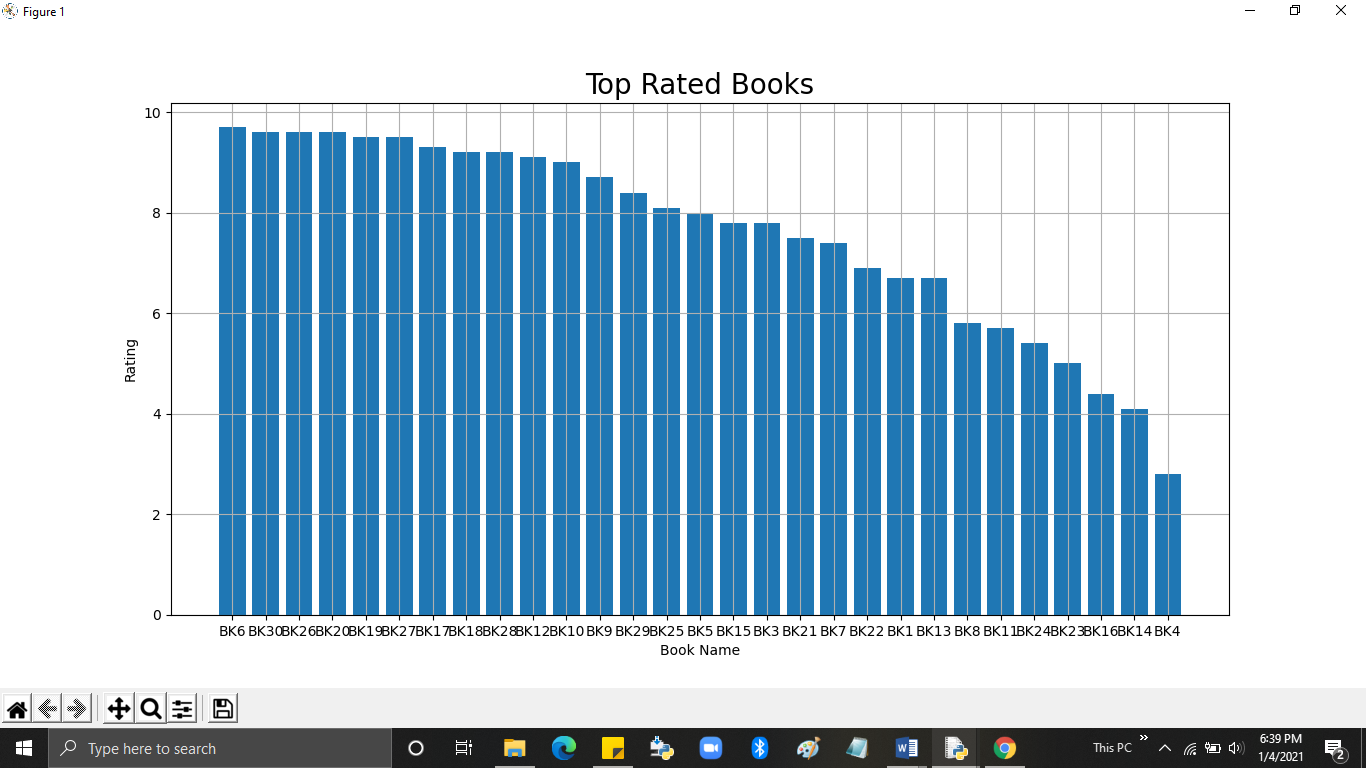 Figure 1
Top Rated Books
10
8
6
4
2
0
Rating
BK6 BK30 BK26 BK20 BK19 BK27 BK17 BK18 BK28 BK12 BK10 BK9 BK29 BK25 BK5 BK15 BK3 BK21 BK7 BK22 BK1 BK13 BK8 BK11 BK24 BK23 BK16 BK14 BK4
Book Name
Type here to search
This PC
6:39 PM
1/4/2021
2